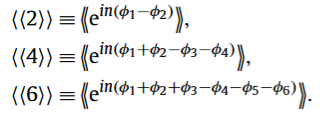 ⟨⟨2⟩⟩ ≡ ⟪e^{in(ϕ₁−ϕ₂)}⟫,
⟨⟨4⟩⟩ ≡ ⟪e^{in(ϕ₁+ϕ₂−ϕ₃−ϕ₄)}⟫,
⟨⟨6⟩⟩ ≡ ⟪e^{in(ϕ₁+ϕ₂+ϕ₃−ϕ₄−ϕ₅−ϕ₆)}⟫.